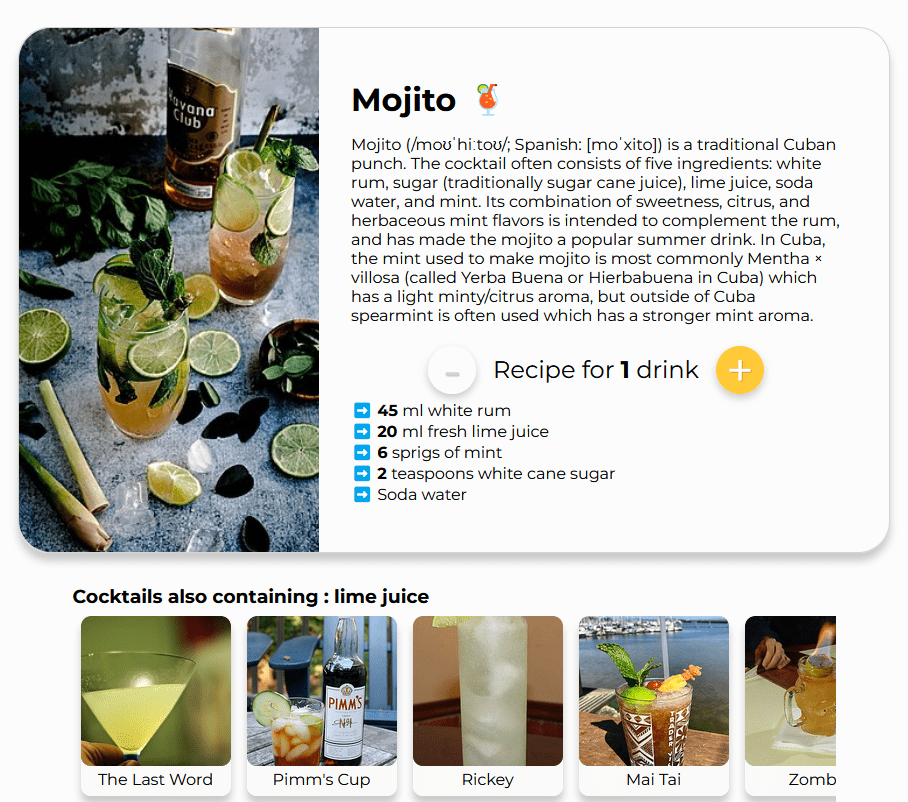 Havana
Club
Mojito
Mojito (/moʊˈhiːtoʊ/; Spanish: [moˈxito]) is a traditional Cuban
punch. The cocktail often consists of five ingredients: white
rum, sugar (traditionally sugar cane juice), lime juice, soda
water, and mint. Its combination of sweetness, citrus, and
herbaceous mint flavors is intended to complement the rum,
and has made the mojito a popular summer drink. In Cuba,
the mint used to make mojito is most commonly Mentha ×
villosa (called Yerba Buena or Hierbabuena in Cuba) which
has a light minty/citrus aroma, but outside of Cuba
spearmint is often used which has a stronger mint aroma.
- Recipe for 1 drink +
45 ml white rum
20 ml fresh lime juice
6 sprigs of mint
2 teaspoons white cane sugar
Soda water
Cocktails also containing : lime juice
PIMM'S
The Last Word
Pimm's Cup
Rickey
Mai Tai
Zomb